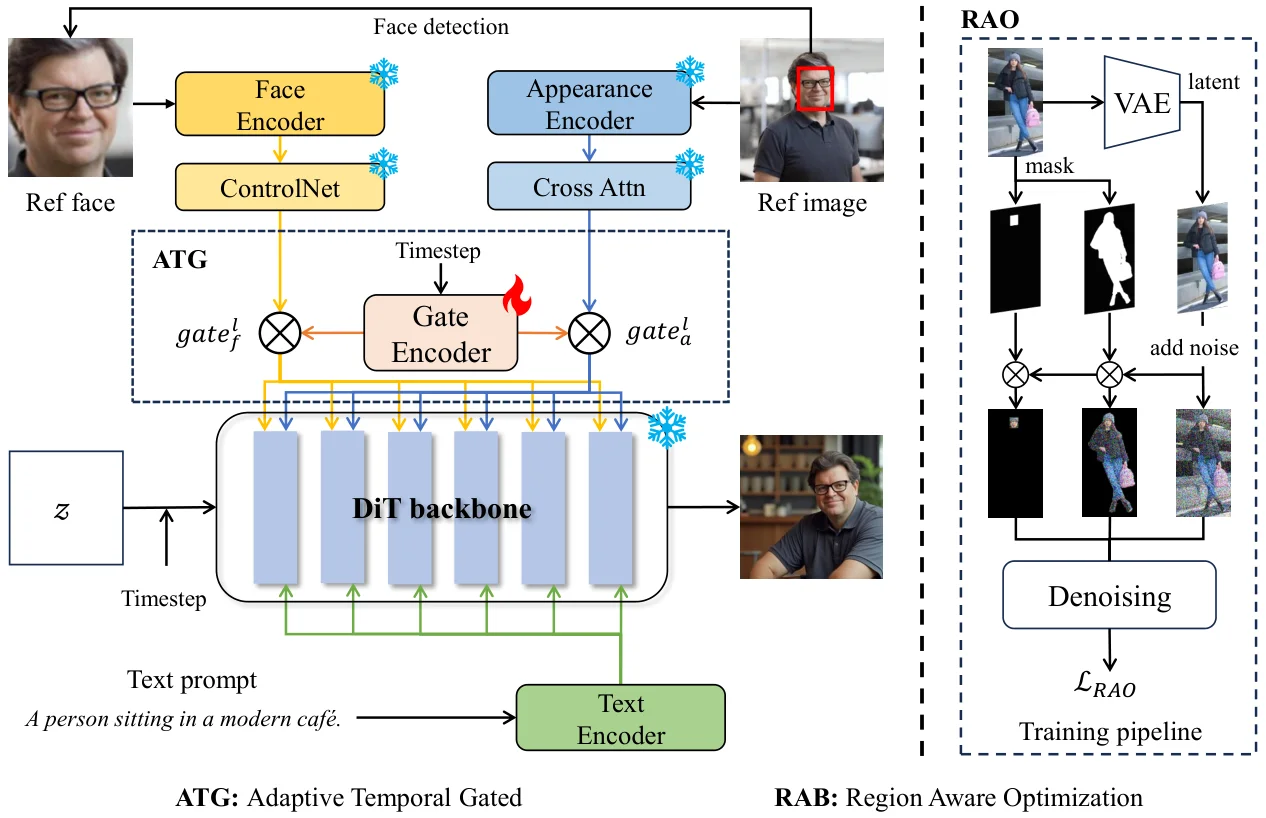 Face detection
RAO
Face
Encoder
Appearance
Encoder
VAE
latent
ControlNet
Cross Attn
mask
Ref face
Ref image
ATG
Timestep
Gate
Encoder
gate_f^l
gate_a^l
add noise
z
DiT backbone
Timestep
Denoising
Text prompt
A person sitting in a modern café.
Text
Encoder
ℒ_RAO
Training pipeline
ATG: Adaptive Temporal Gated
RAB: Region Aware Optimization